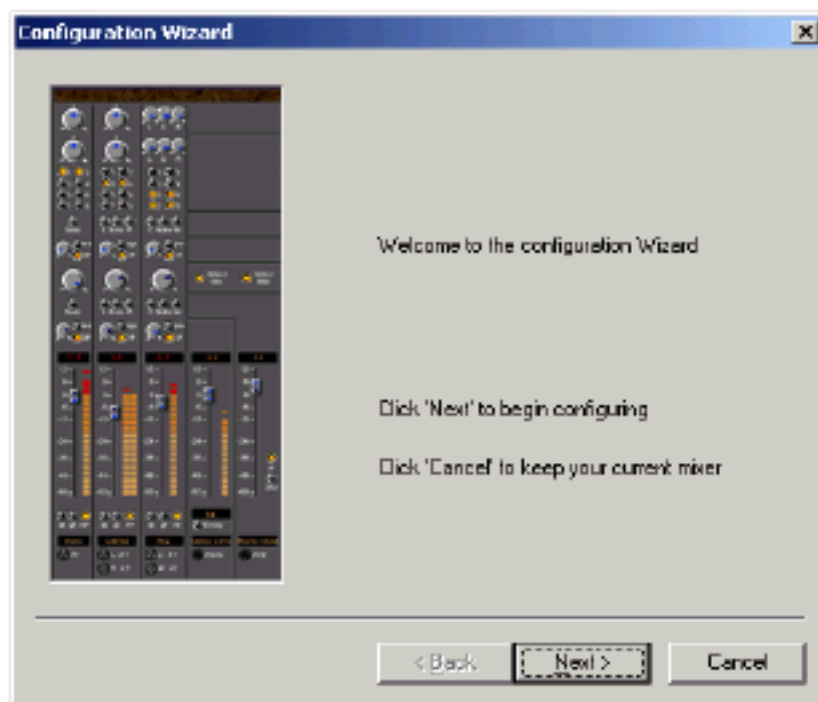 Configuration Wizard
Welcome to the configuration Wizard
Click 'Next' to begin configuring
Click 'Cancel' to keep your current mixer
< Back
Next >
Cancel